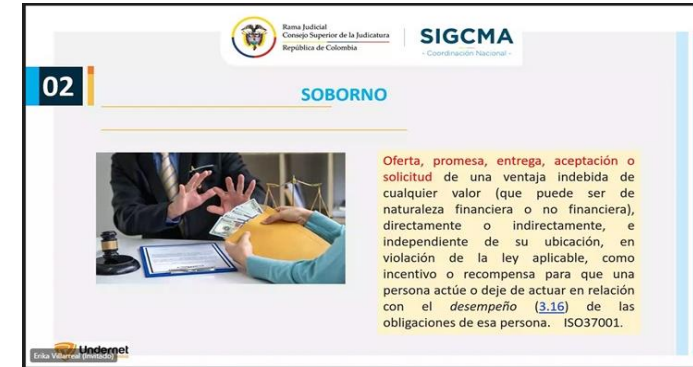 Rama Judicial
Consejo Superior de la Judicatura
República de Colombia
SIGCMA
- Coordinación Nacional -
02
SOBORNO
Oferta, promesa, entrega, aceptación o
solicitud de una ventaja indebida de
cualquier valor (que puede ser de
naturaleza financiera o no financiera),
directamente o indirectamente, e
independiente de su ubicación, en
violación de la ley aplicable, como
incentivo o recompensa para que una
persona actúe o deje de actuar en relación
con el desempeño (3.16) de las
obligaciones de esa persona. ISO37001.
Undernet
Erika Villarreal (Invitado)